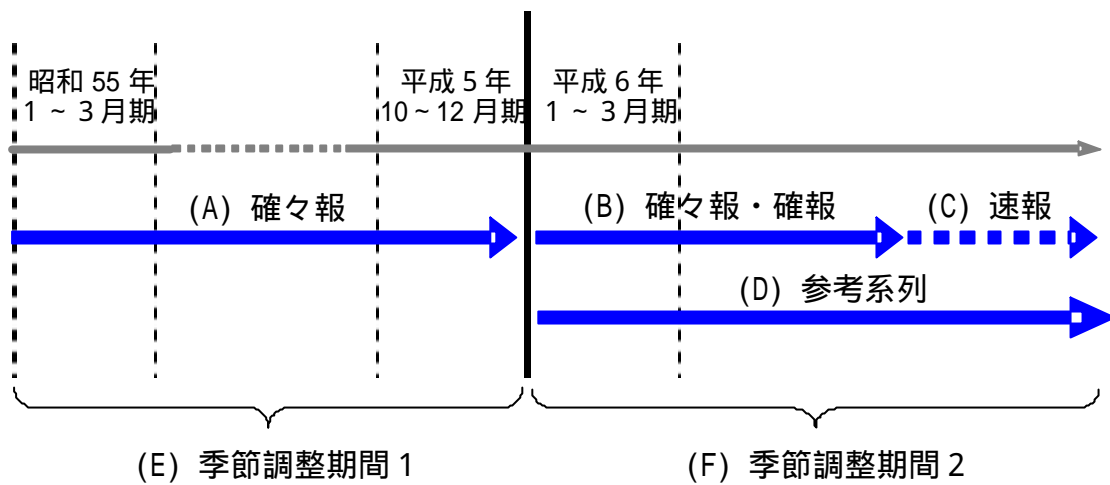 昭和 55 年
1 ~ 3 月期
平成 5 年
10~12 月期
平成 6 年
1 ~ 3 月期
(A) 確々報
(B) 確々報・確報
(C) 速報
(D) 参考系列
(E) 季節調整期間 1
(F) 季節調整期間 2